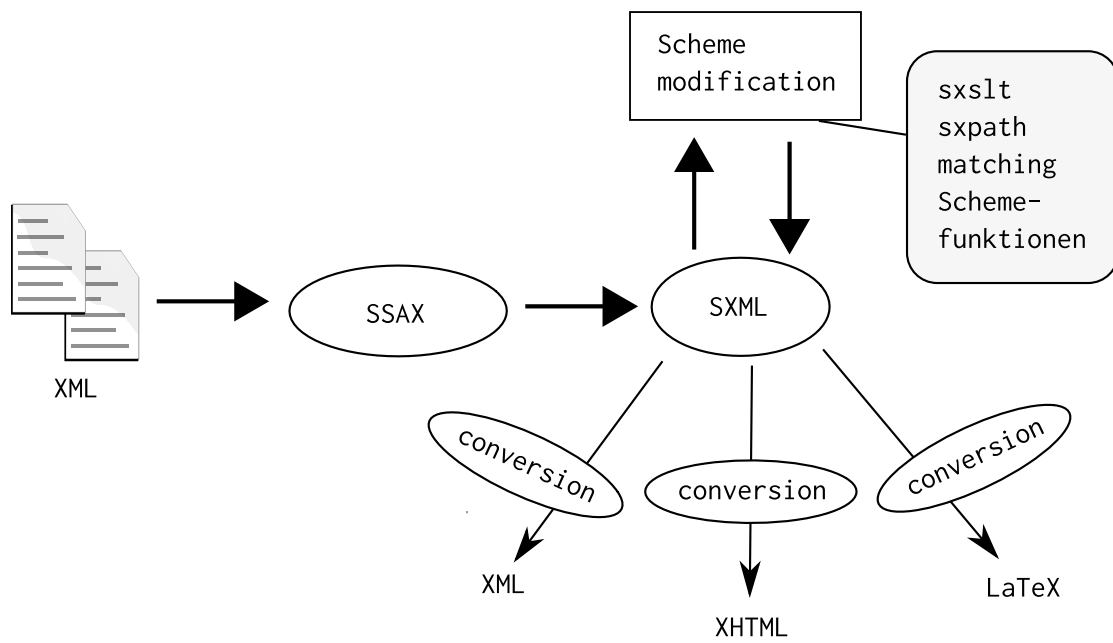 Scheme
modification
sxslt
sxpath
matching
Scheme-
funktionen
XML
SSAX
SXML
conversion
conversion
conversion
XML
XHTML
LaTeX